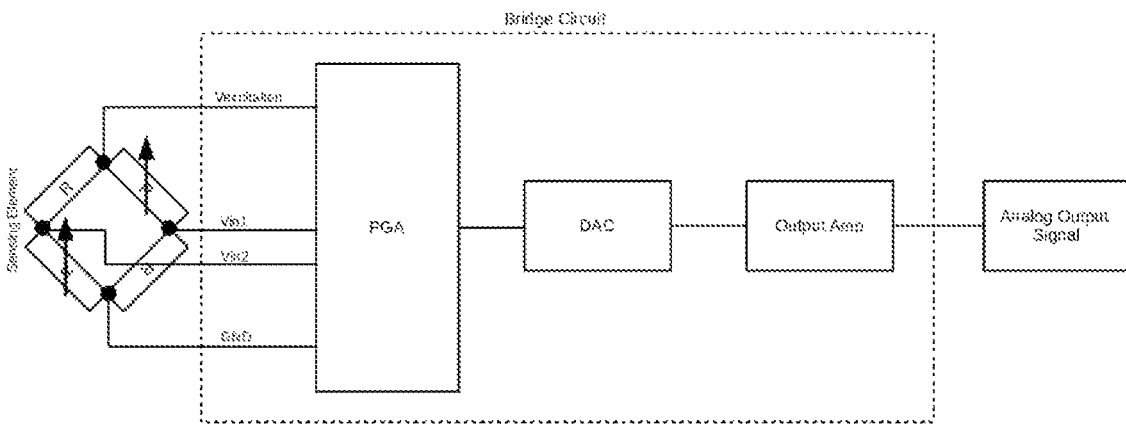 Bridge Circuit
Vexcitation
Sensing Element
R
R
Vin1
PGA
DAC
Output Amp
Analog Output
Signal
Vin2
R
R
GND